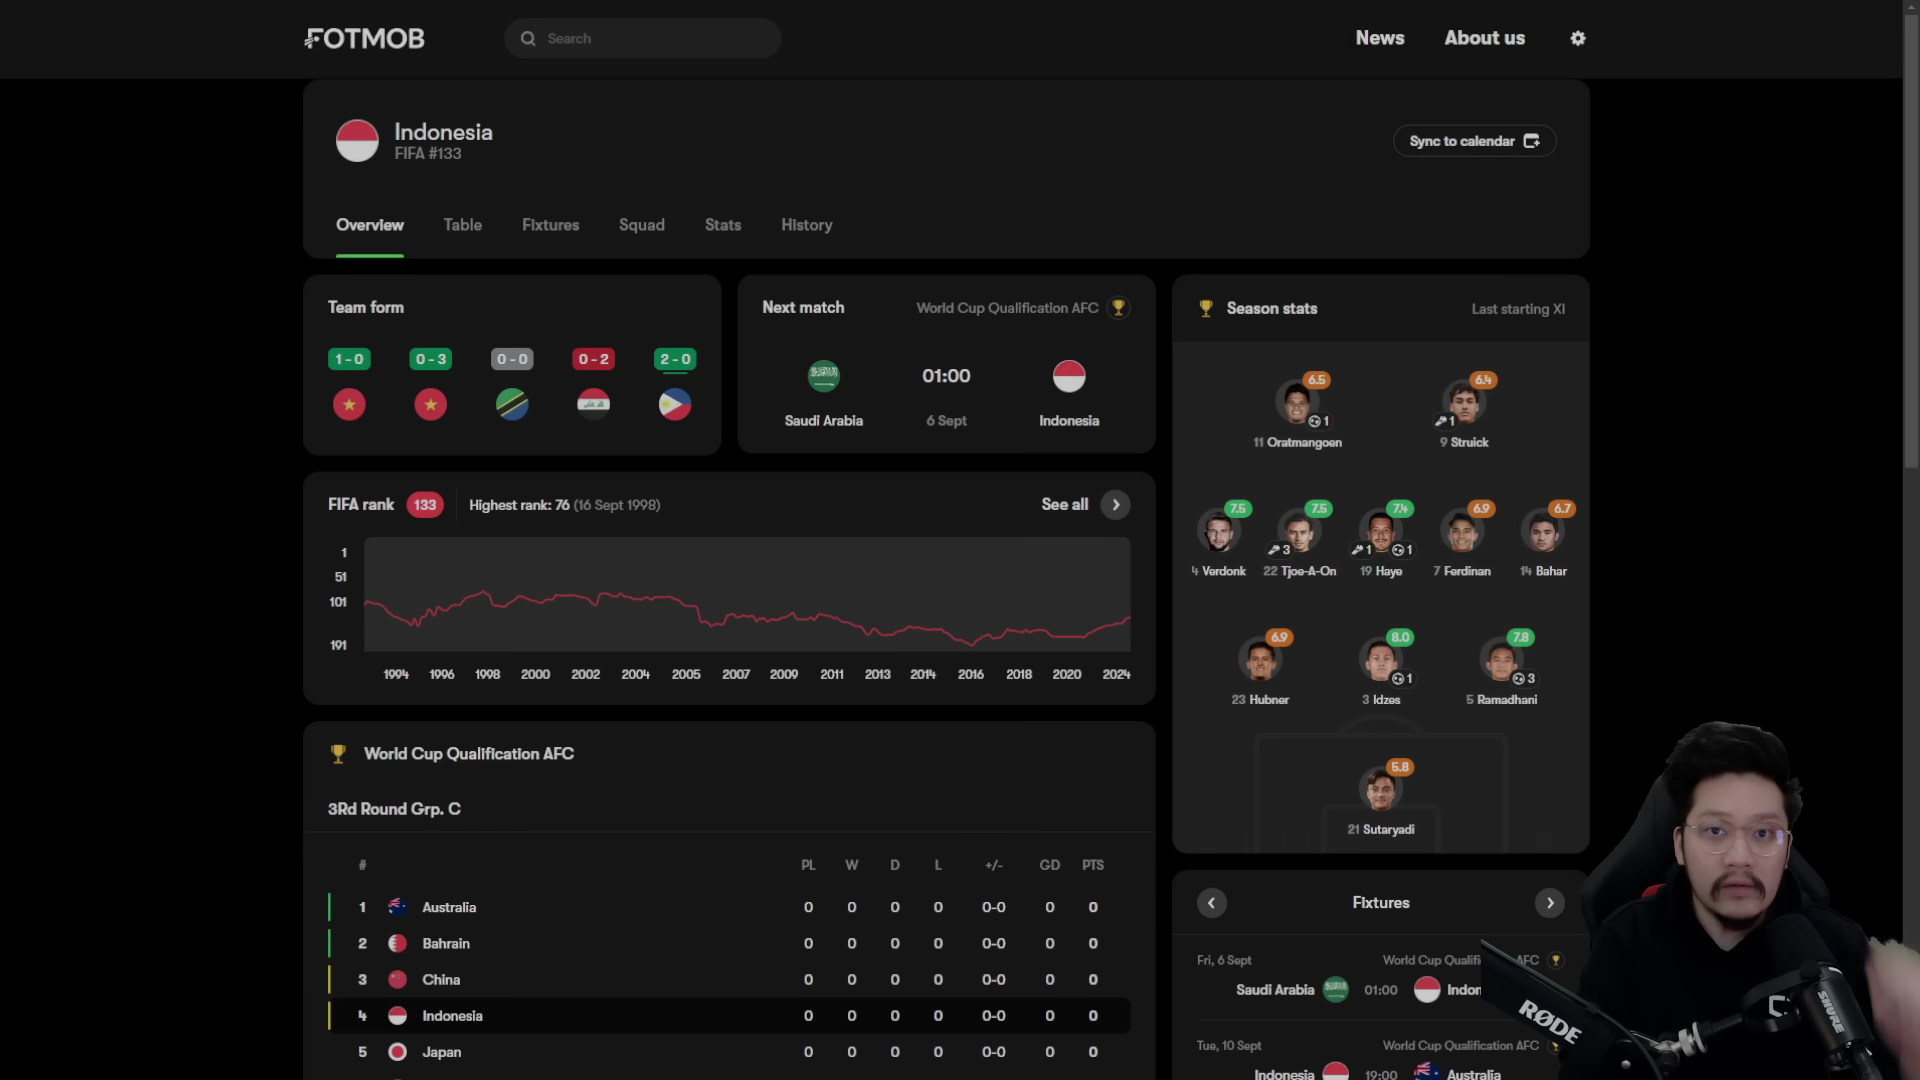 FOTMOB
Search
News
About us
Indonesia
FIFA #133
Sync to calendar
Overview
Table
Fixtures
Squad
Stats
History
Team form
1 - 0
0 - 3
0 - 0
0 - 2
2 - 0
Next match
World Cup Qualification AFC
01:00
Saudi Arabia
6 Sept
Indonesia
Season stats
Last starting XI
6.5
1
11 Oratmangoen
6.4
1
9 Struick
7.5
4 Verdonk
7.5
3
22 Tjoe-A-On
7.4
1
1
19 Haye
6.9
7 Ferdinan
6.7
14 Bahar
6.9
23 Hubner
8.0
1
3 Idzes
7.8
3
5 Ramadhani
5.8
21 Sutaryadi
FIFA rank 133 Highest rank: 76 (16 Sept 1998)
See all
1
51
101
191
1994 1996 1998 2000 2002 2004 2005 2007 2009 2011 2013 2014 2016 2018 2020 2024
World Cup Qualification AFC
3Rd Round Grp. C
# PL W D L +/- GD PTS
1 Australia 0 0 0 0 0-0 0 0
2 Bahrain 0 0 0 0 0-0 0 0
3 China 0 0 0 0 0-0 0 0
4 Indonesia 0 0 0 0 0-0 0 0
5 Japan 0 0 0 0 0-0 0 0
Fixtures
Fri, 6 Sept
World Cup Qualifi
AFC
Saudi Arabia 01:00 Indon
Tue, 10 Sept
World Cup Qualification AFC
Indonesia 19:00 Australia
RØDE
SHURE